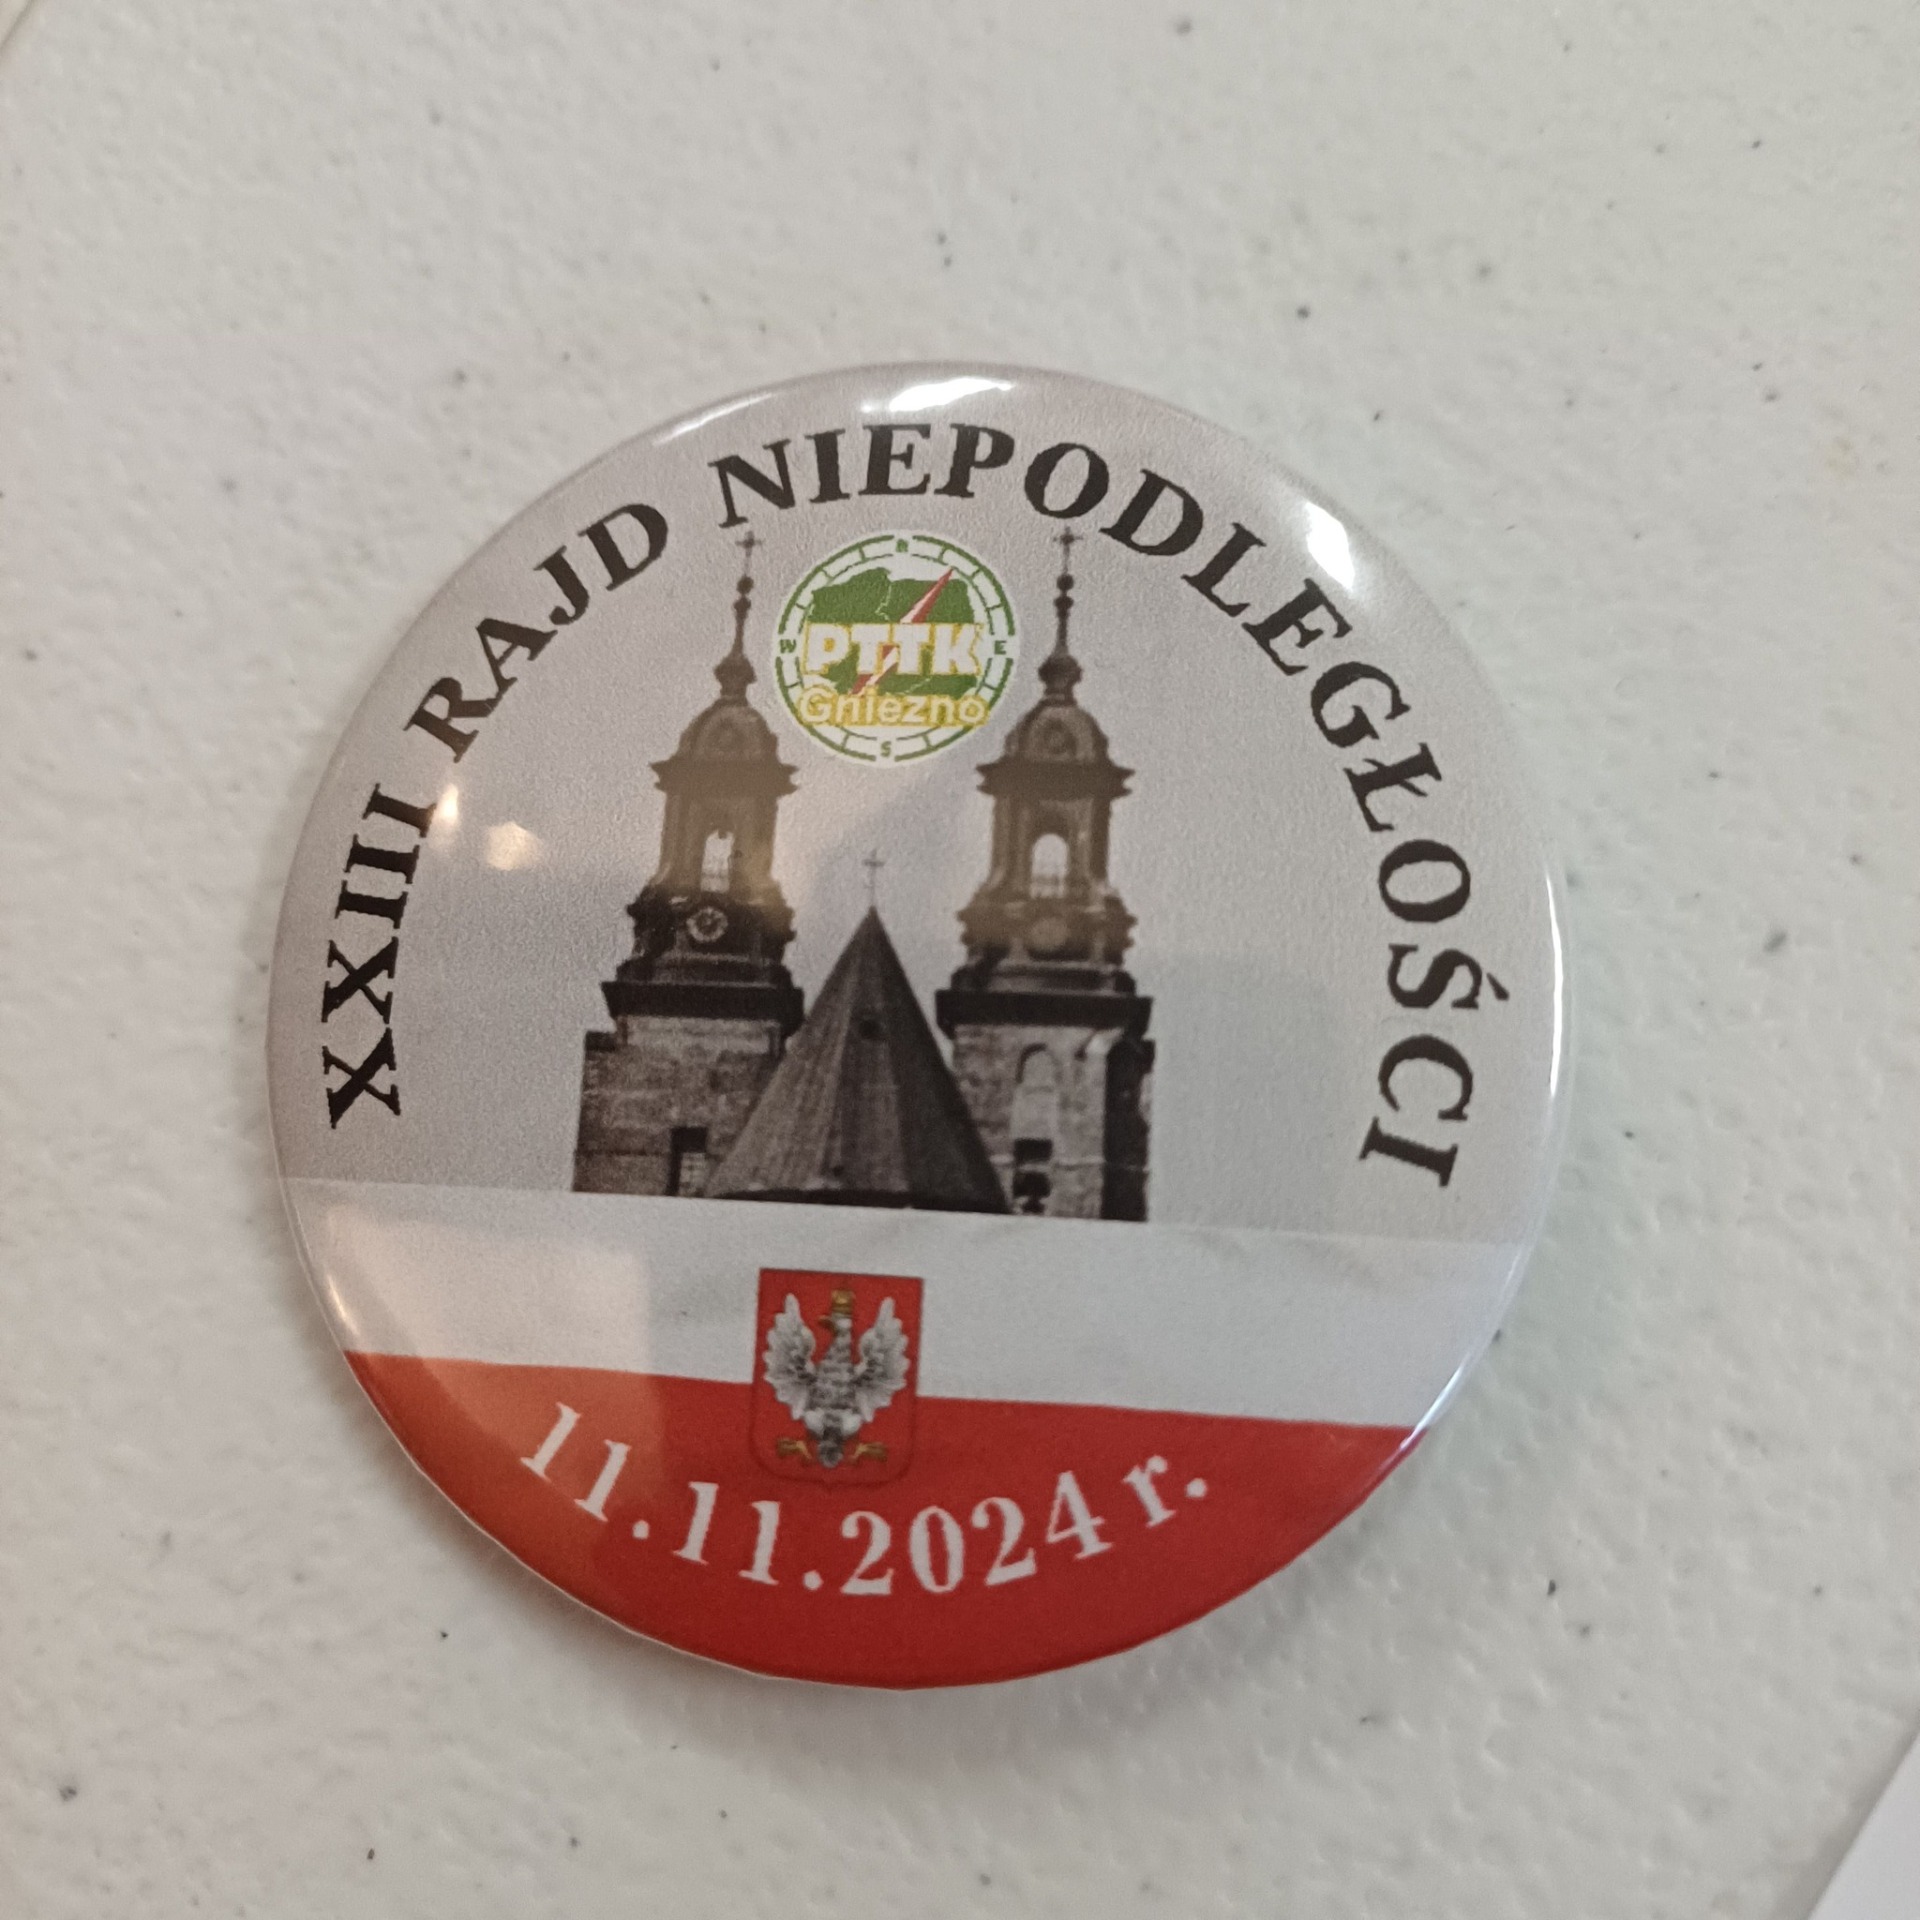 XXIII RAJD NIEPODLEGŁOŚCI
N
W
E
PTTK
Gniezno
S
11.11.2024 r.